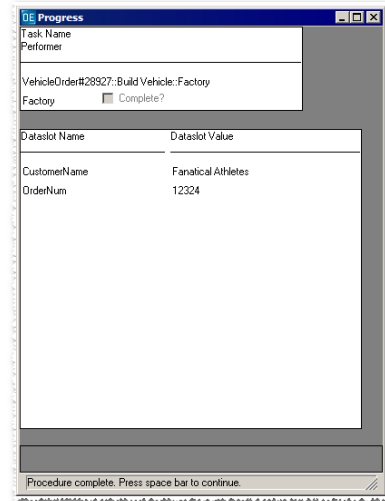 OE Progress
Task Name
Performer
VehicleOrder#28927::Build Vehicle::Factory
Factory Complete?
Dataslot Name Dataslot Value
CustomerName Fanatical Athletes
OrderNum 12324
Procedure complete. Press space bar to continue.